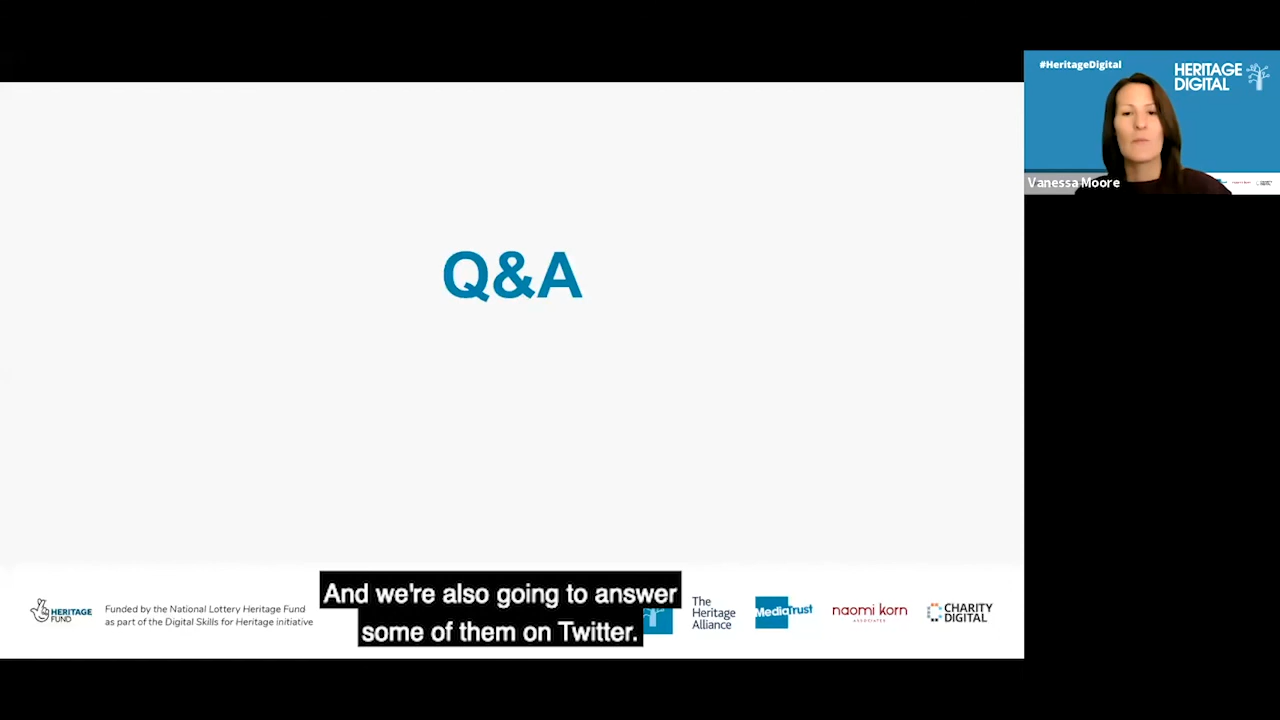 #HeritageDigital
HERITAGE
DIGITAL
Vanessa Moore
Q&A
HERITAGE
FUND
Funded by the National Lottery Heritage Fund
as part of the Digital Skills for Heritage initiative
And we're also going to answer
some of them on Twitter.
The
Heritage
Alliance
MediaTrust
naomi korn
ASSOCIATES
CHARITY
DIGITAL